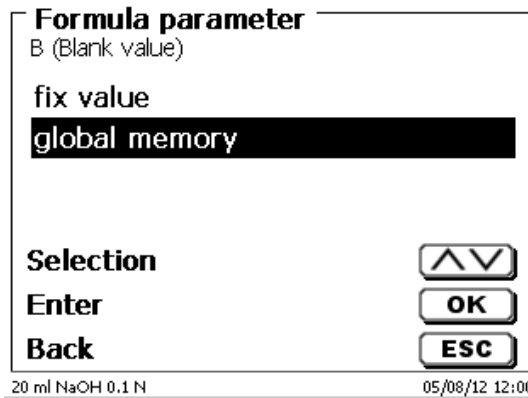 Formula parameter
B (Blank value)
fix value
global memory
Selection
Enter OK
Back ESC
20 ml NaOH 0.1 N 05/08/12 12:00